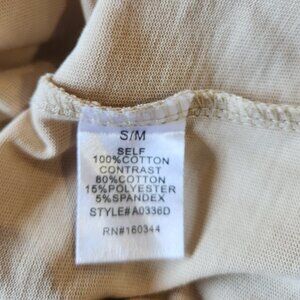 S/M
SELF
100%COTTON
CONTRAST
80%COTTON
15%POLYESTER
5%SPANDEX
STYLE#A0336D
RN#160344